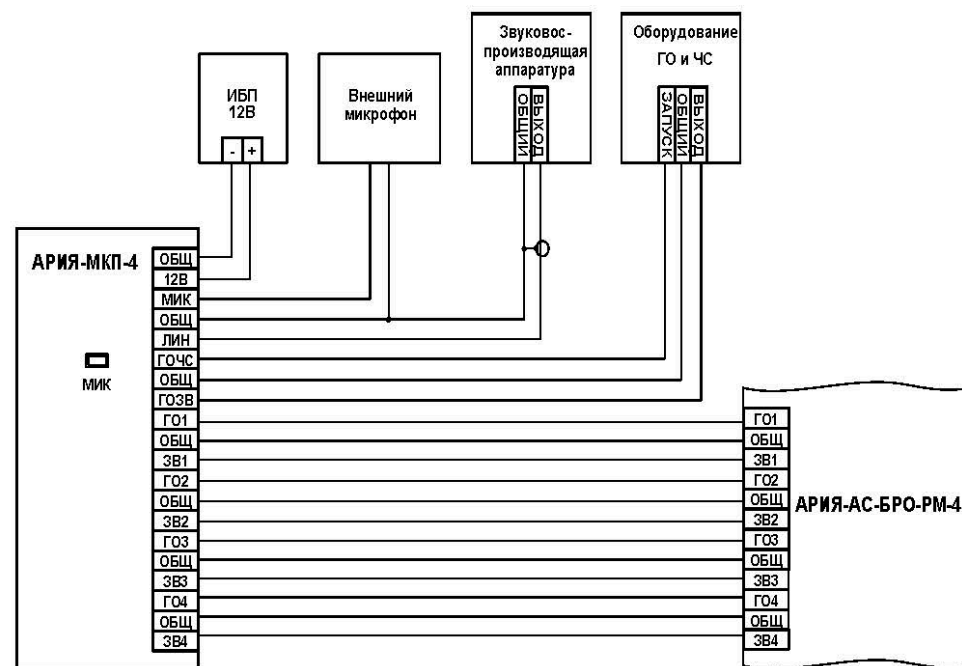 ИБП
12В
- +
Внешний
микрофон
Звуковос-
производящая
аппаратура
ОБЩИЙ
ВЫХОД
Оборудование
ГО и ЧС
ЗАПУСК
ОБЩИЙ
ВЫХОД
АРИЯ-МКП-4
МИК
ОБЩ
12В
МИК
ОБЩ
ЛИН
ГОЧС
ОБЩ
ГОЗВ
ГО1
ОБЩ
ЗВ1
ГО2
ОБЩ
ЗВ2
ГО3
ОБЩ
ЗВ3
ГО4
ОБЩ
ЗВ4
ГО1
ОБЩ
ЗВ1
ГО2
ОБЩ
ЗВ2
ГО3
ОБЩ
ЗВ3
ГО4
ОБЩ
ЗВ4
АРИЯ-АС-БРО-РМ-4